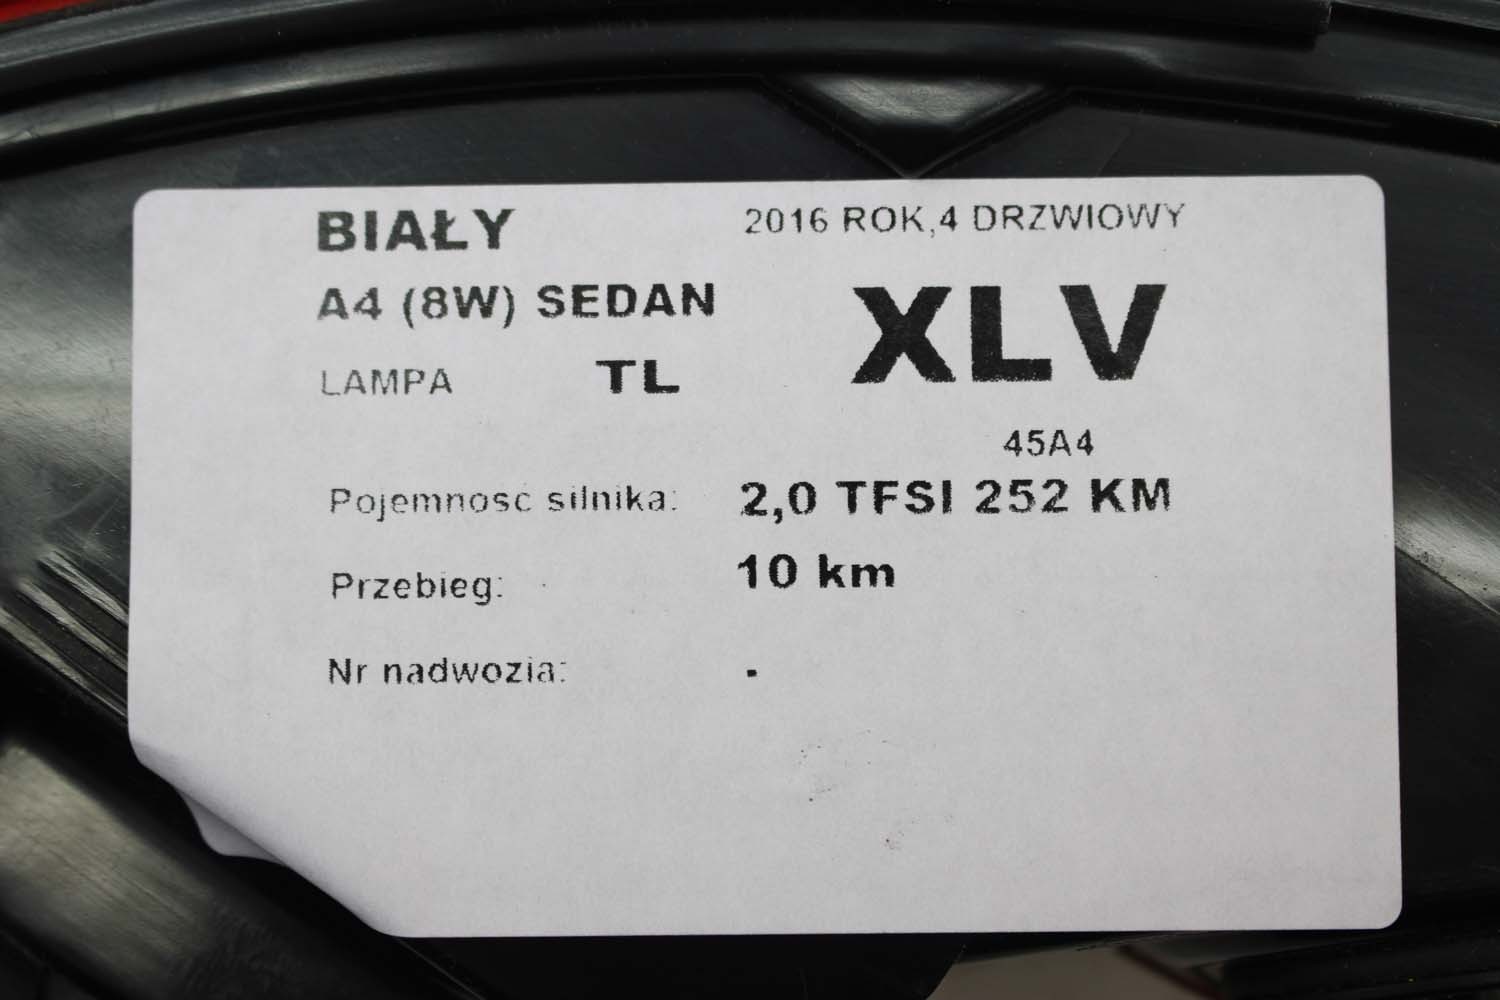 BIAŁY 2016 ROK,4 DRZWIOWY
A4 (8W) SEDAN XLV
LAMPA TL
45A4
Pojemność silnika: 2,0 TFSI 252 KM
Przebieg: 10 km
Nr nadwozia: -